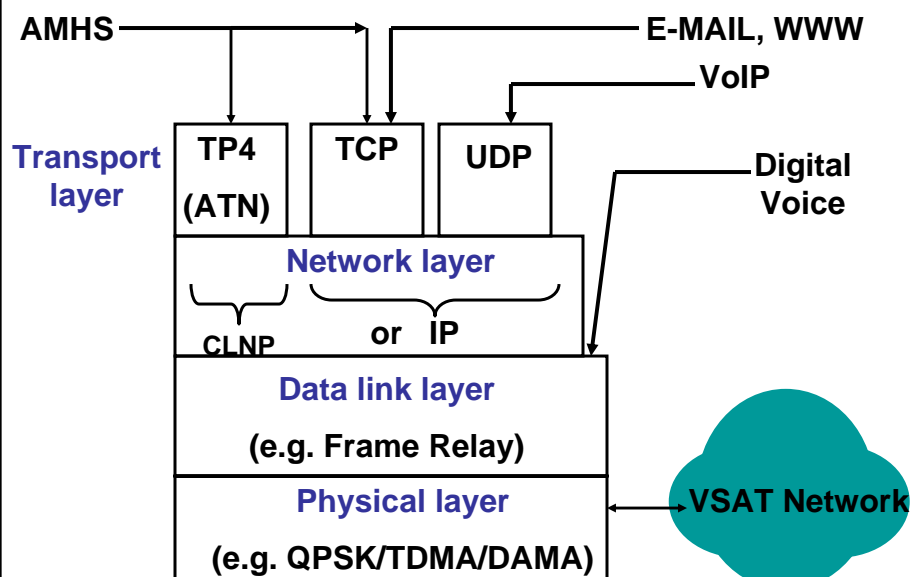 AMHS
E-MAIL, WWW
VoIP
Transport
layer
TP4
(ATN)
TCP
UDP
Digital
Voice
Network layer
CLNP
or IP
Data link layer
(e.g. Frame Relay)
Physical layer
(e.g. QPSK/TDMA/DAMA)
VSAT Network